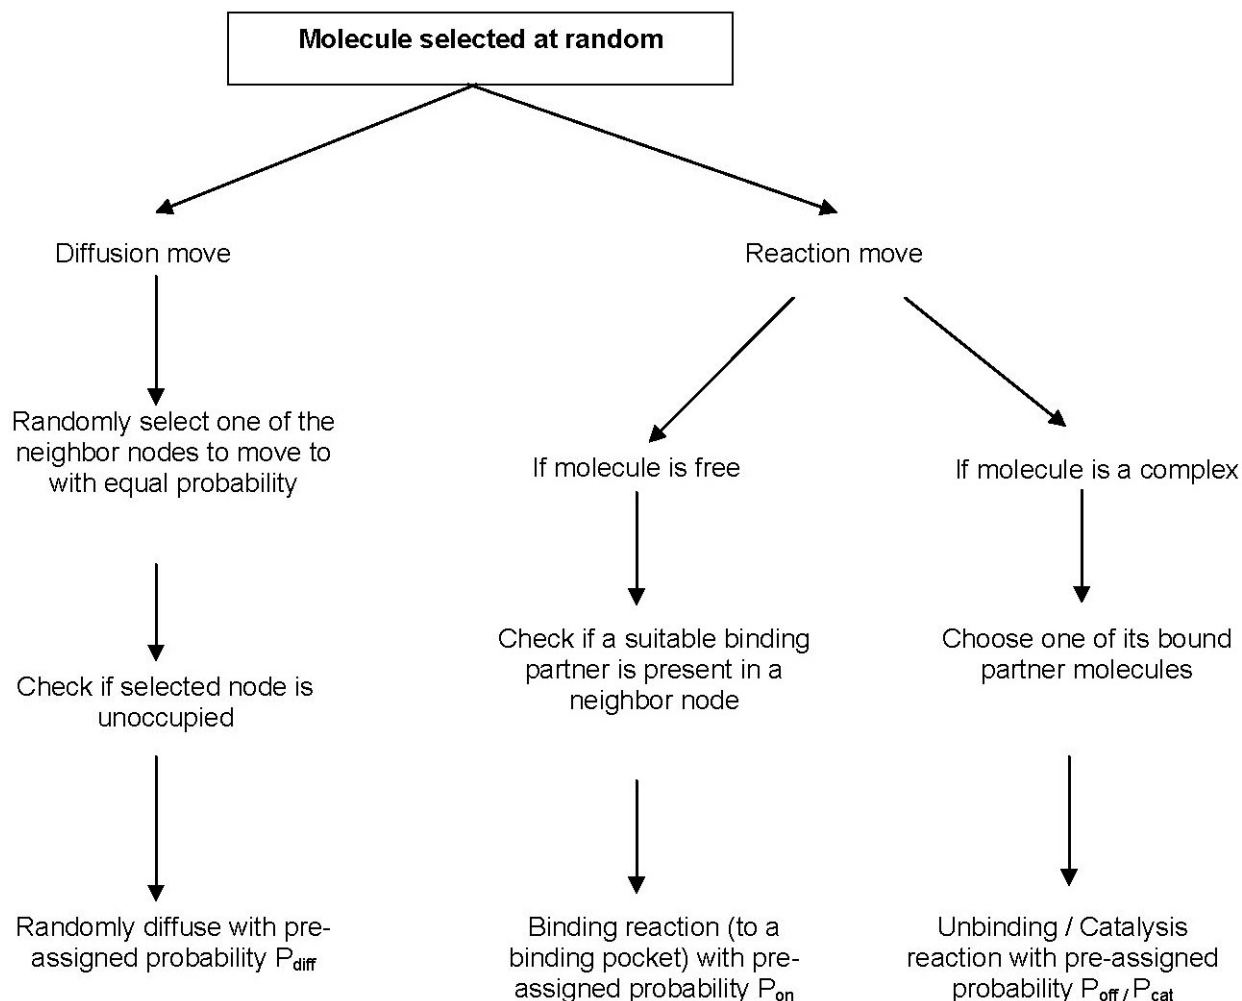 Molecule selected at random
Diffusion move
Reaction move
Randomly select one of the
neighbor nodes to move to
with equal probability
If molecule is free
If molecule is a complex
Check if selected node is
unoccupied
Check if a suitable binding
partner is present in a
neighbor node
Choose one of its bound
partner molecules
Randomly diffuse with pre-
assigned probability Pdiff
Binding reaction (to a
binding pocket) with pre-
assigned probability Pon
Unbinding / Catalysis
reaction with pre-assigned
probability Poff / Pcat